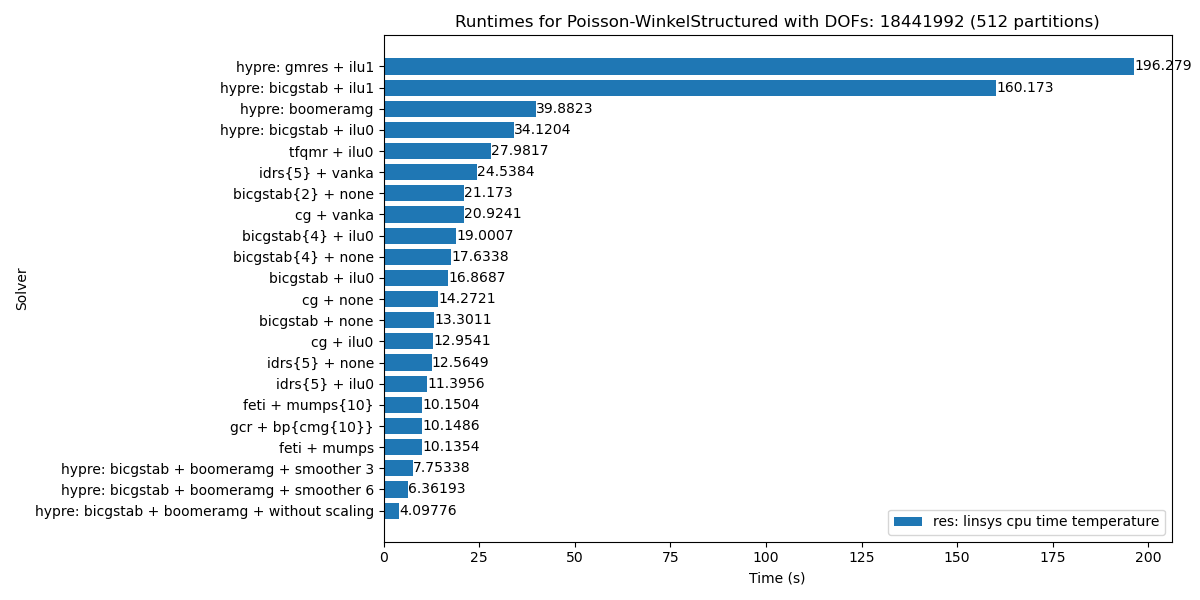 Runtimes for Poisson-WinkelStructured with DOFs: 18441992 (512 partitions)
Solver
hypre: gmres + ilu1 196.279
hypre: bicgstab + ilu1 160.173
hypre: boomeramg 39.8823
hypre: bicgstab + ilu0 34.1204
tfqmr + ilu0 27.9817
idrs{5} + vanka 24.5384
bicgstab{2} + none 21.173
cg + vanka 20.9241
bicgstab{4} + ilu0 19.0007
bicgstab{4} + none 17.6338
bicgstab + ilu0 16.8687
cg + none 14.2721
bicgstab + none 13.3011
cg + ilu0 12.9541
idrs{5} + none 12.5649
idrs{5} + ilu0 11.3956
feti + mumps{10} 10.1504
gcr + bp{cmg{10}} 10.1486
feti + mumps 10.1354
hypre: bicgstab + boomeramg + smoother 3 7.75338
hypre: bicgstab + boomeramg + smoother 6 6.36193
hypre: bicgstab + boomeramg + without scaling 4.09776
res: linsys cpu time temperature
0 25 50 75 100 125 150 175 200
Time (s)